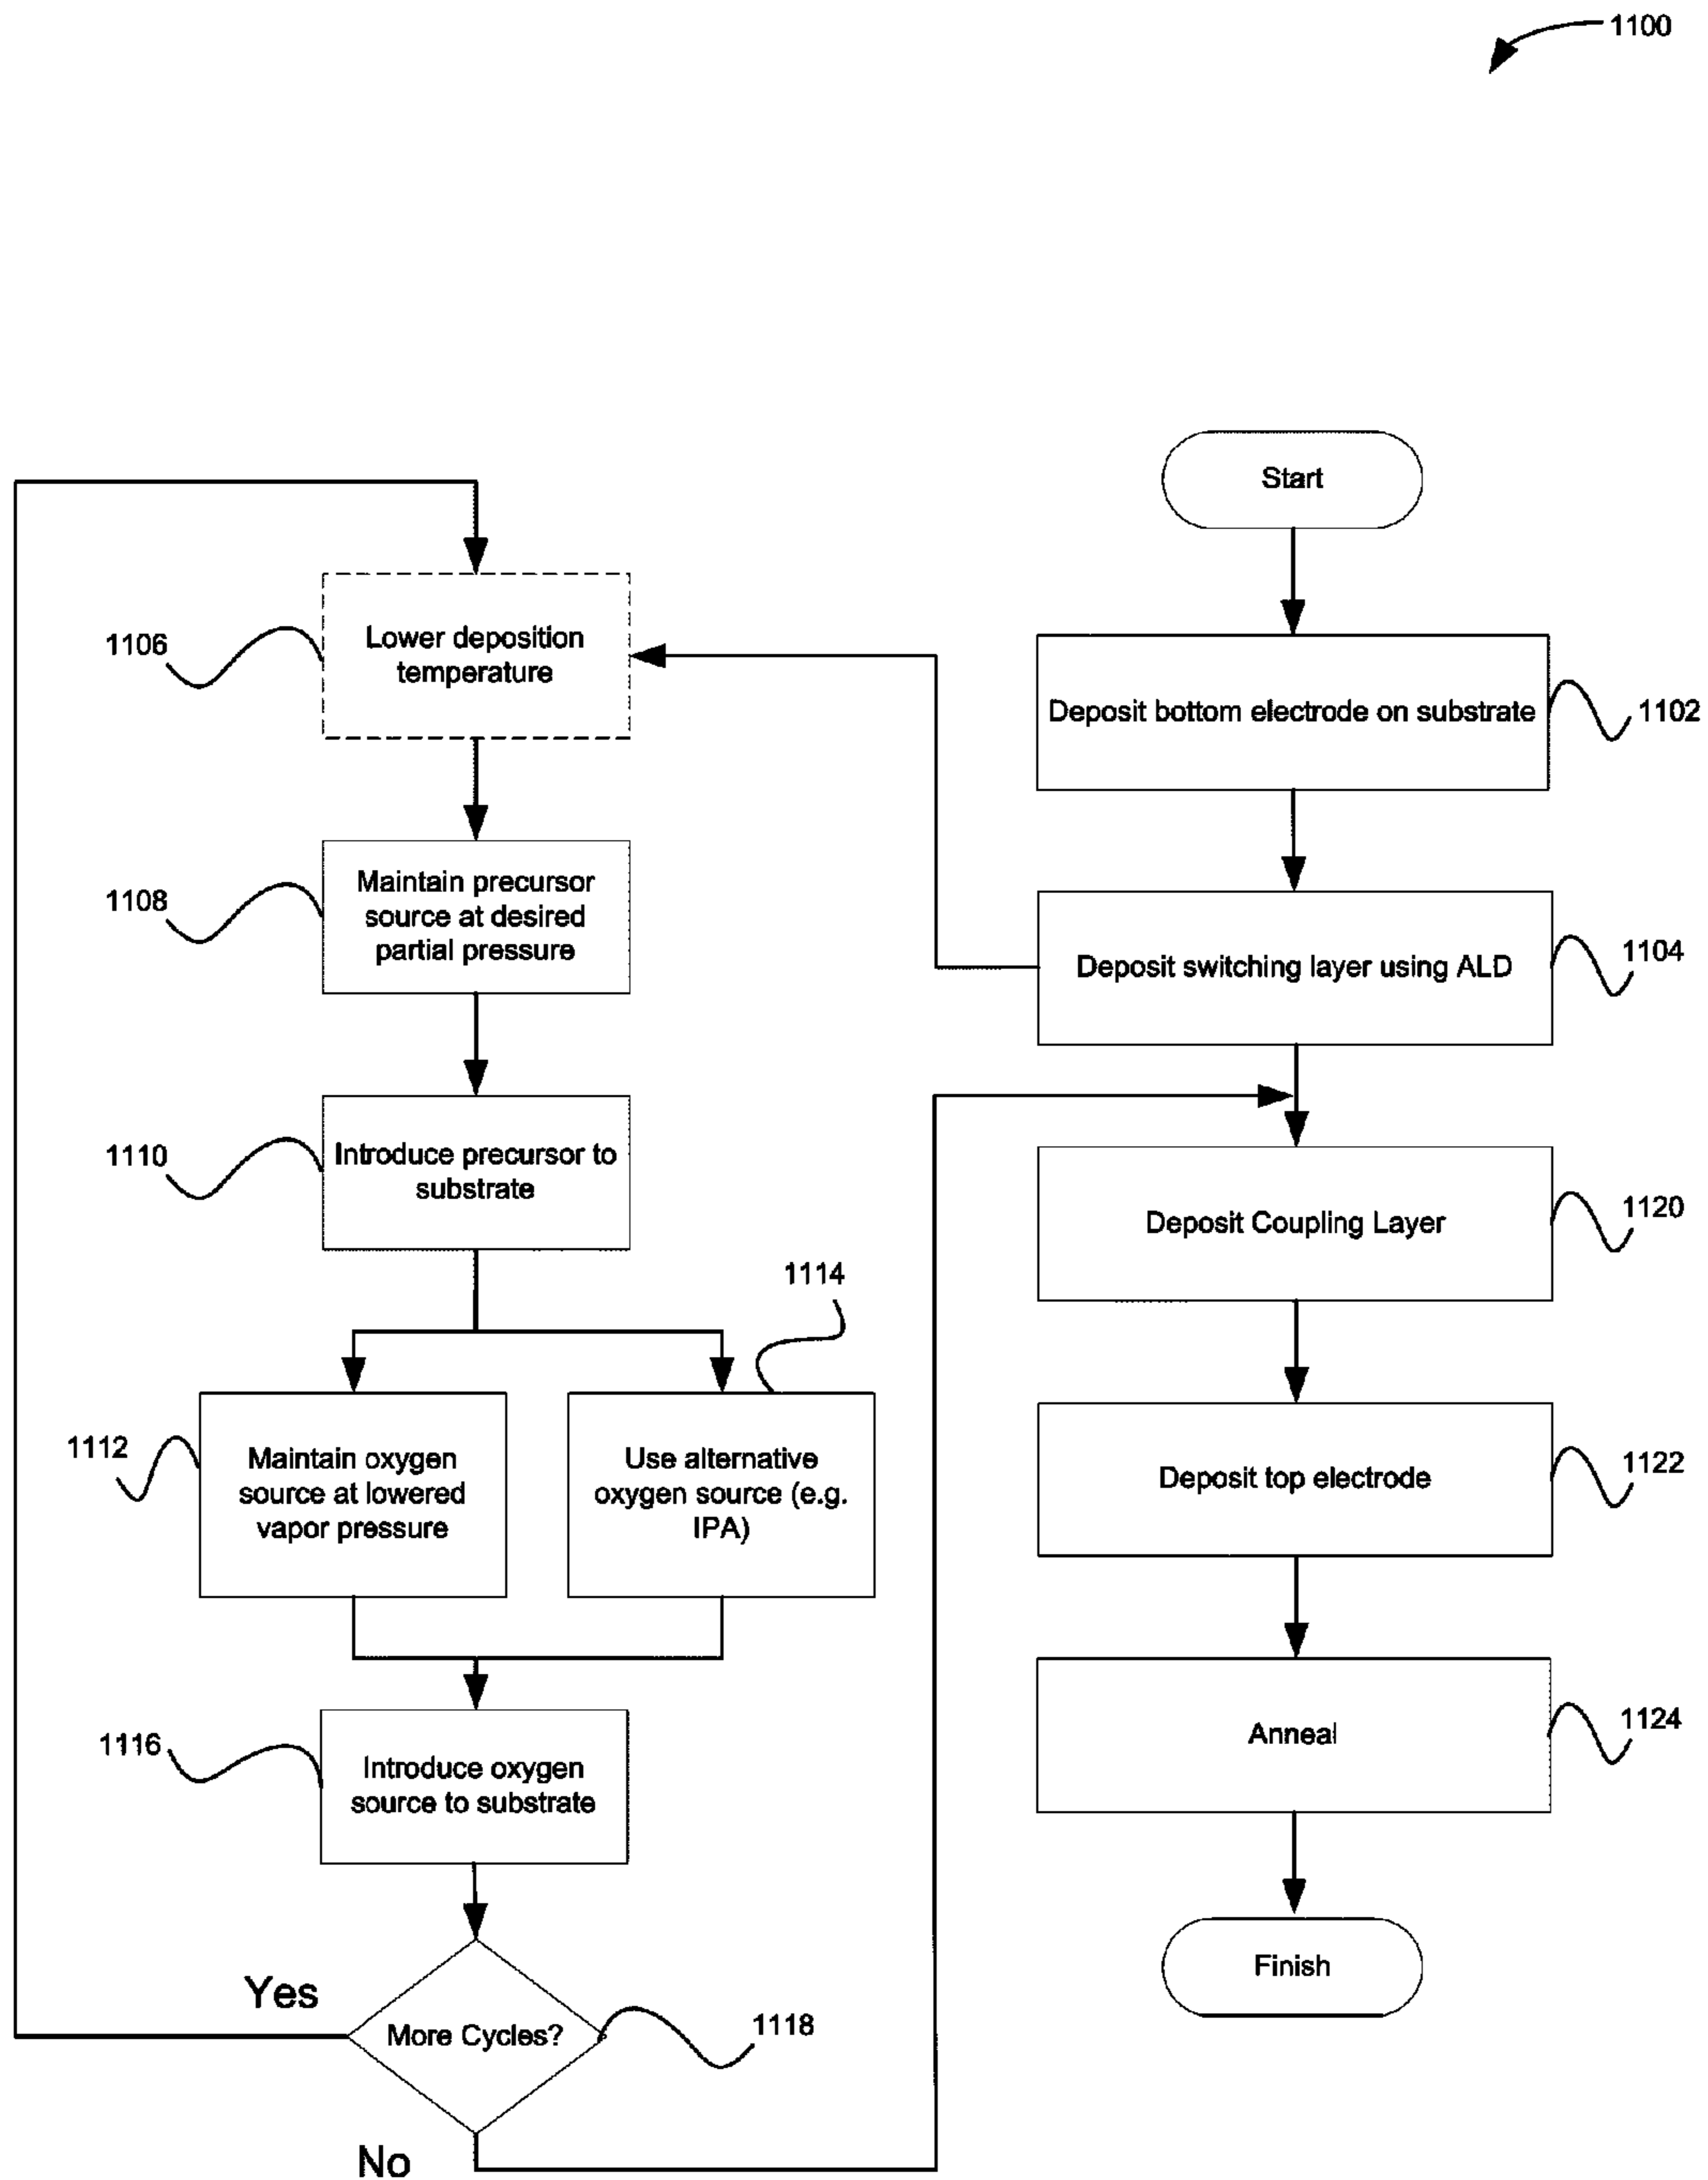 1100
Start
Deposit bottom electrode on substrate
1102
Deposit switching layer using ALD
1104
Lower deposition
temperature
1106
Maintain precursor
source at desired
partial pressure
1108
Introduce precursor to
substrate
1110
Maintain oxygen
source at lowered
vapor pressure
1112
Use alternative
oxygen source (e.g.
IPA)
1114
Introduce oxygen
source to substrate
1116
More Cycles?
1118
Yes
No
Deposit Coupling Layer
1120
Deposit top electrode
1122
Anneal
1124
Finish